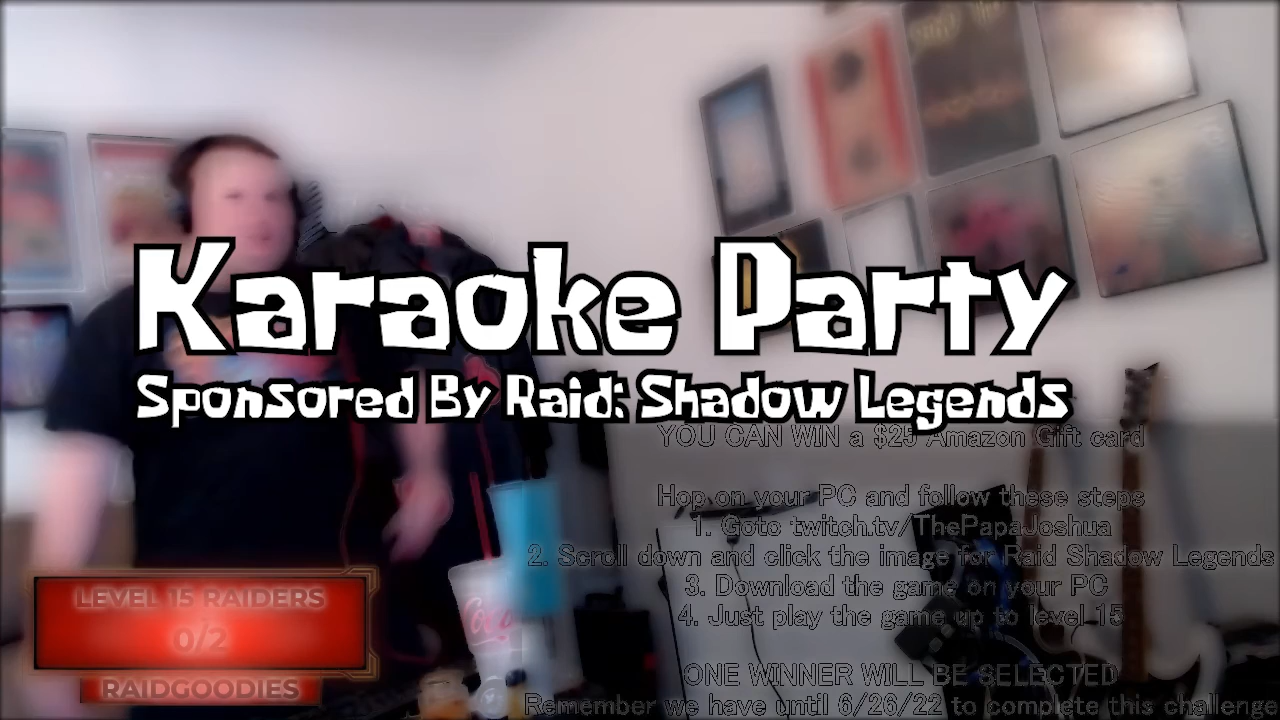 Karaoke Party
Sponsored By Raid: Shadow Legends
YOU CAN WIN a $25 Amazon Gift card
Hop on your PC and follow these steps
1. Goto twitch.tv/ThePapaJoshua
2. Scroll down and click the image for Raid Shadow Legends
3. Download the game on your PC
4. Just play the game up to level 15
ONE WINNER WILL BE SELECTED
Remember we have until 6/26/22 to complete this challenge
LEVEL 15 RAIDERS
0/2
RAIDGOODIES
Coca